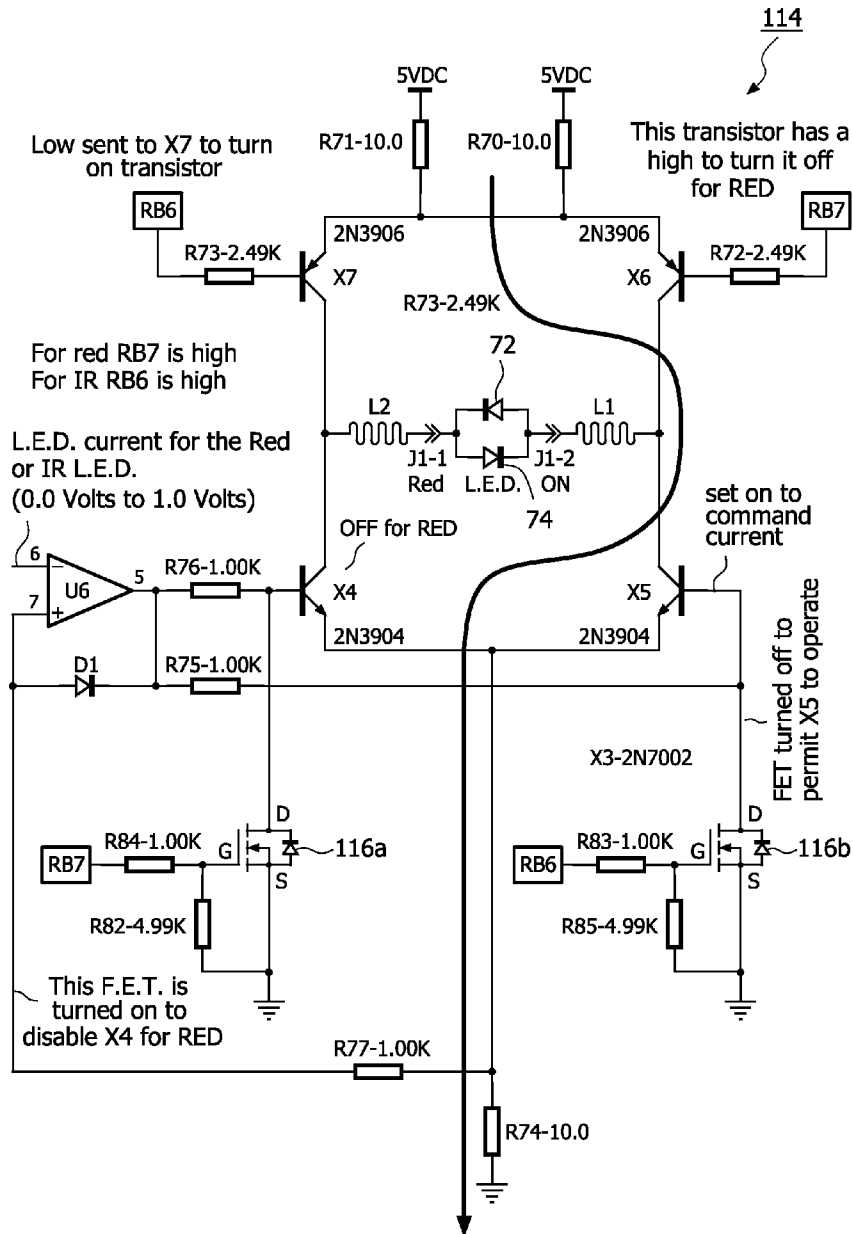 114
5VDC
5VDC
R71-10.0
R70-10.0
Low sent to X7 to turn
on transistor
This transistor has a
high to turn it off
for RED
RB6
RB7
2N3906
2N3906
R73-2.49K
R72-2.49K
X7
X6
R73-2.49K
For red RB7 is high
For IR RB6 is high
72
L2
L1
L.E.D. current for the Red
or IR L.E.D.
(0.0 Volts to 1.0 Volts)
J1-1
Red
L.E.D.
J1-2
ON
74
set on to
command
current
OFF for RED
6
7
U6
5
R76-1.00K
X4
X5
2N3904
2N3904
D1
R75-1.00K
FET turned off to
permit X5 to operate
X3-2N7002
RB7
R84-1.00K
G
D
S
116a
R82-4.99K
RB6
R83-1.00K
G
D
S
116b
R85-4.99K
This F.E.T. is
turned on to
disable X4 for RED
R77-1.00K
R74-10.0